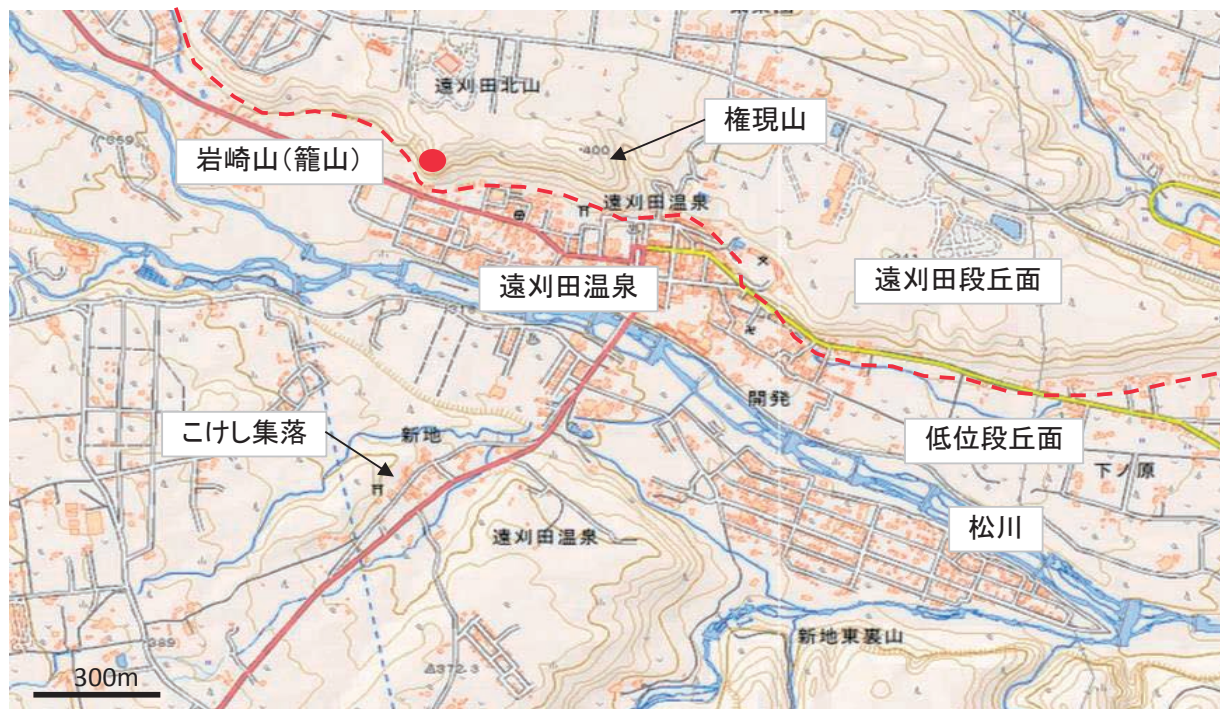 遠刈田北山
権現山
岩崎山(籠山)
・400
遠刈田温泉
遠刈田温泉
遠刈田段丘面
開発
こけし集落
新地
低位段丘面
下ノ原
遠刈田温泉
松川
新地東裏山
・389
△372.3
300m